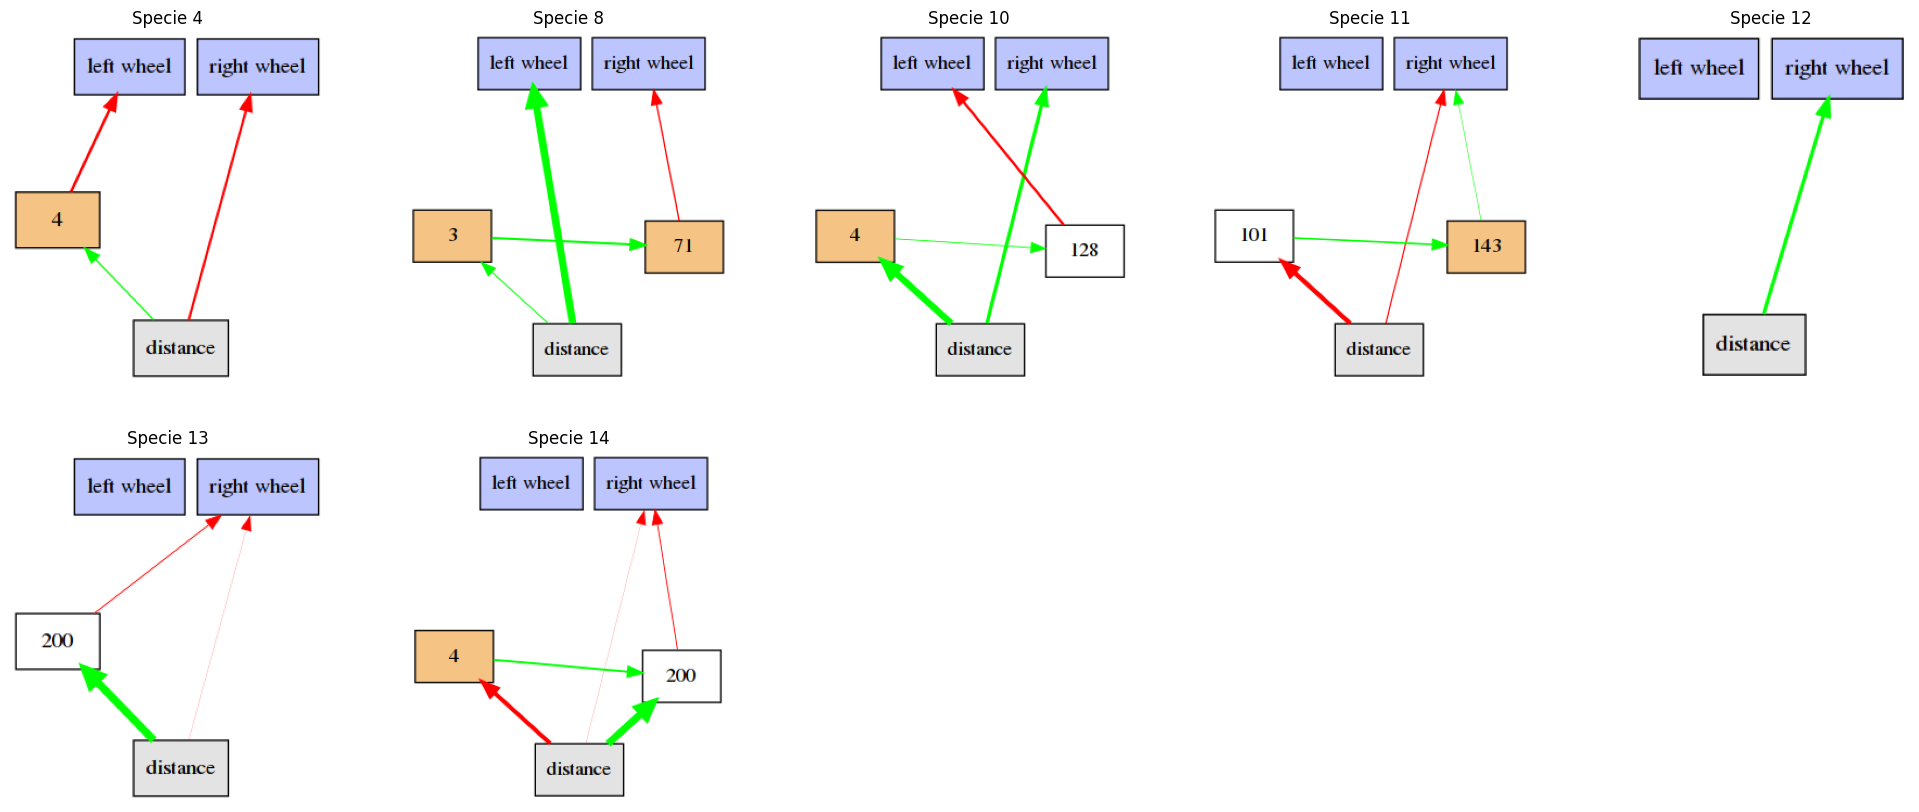 Specie 4
left wheel
right wheel
4
distance
Specie 8
left wheel
right wheel
3
71
distance
Specie 10
left wheel
right wheel
4
128
distance
Specie 11
left wheel
right wheel
101
143
distance
Specie 12
left wheel
right wheel
distance
Specie 13
left wheel
right wheel
200
distance
Specie 14
left wheel
right wheel
4
200
distance